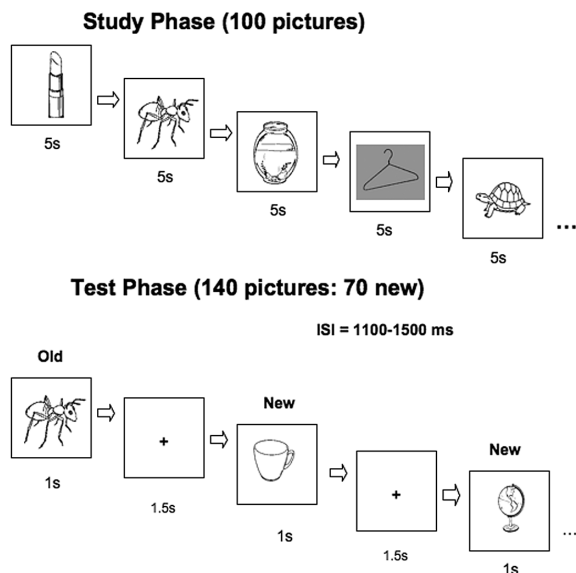 Study Phase (100 pictures)
5s
5s
5s
5s
5s
...
Test Phase (140 pictures: 70 new)
ISI = 1100-1500 ms
Old
New
New
+
+
1s
1.5s
1s
1.5s
1s
...